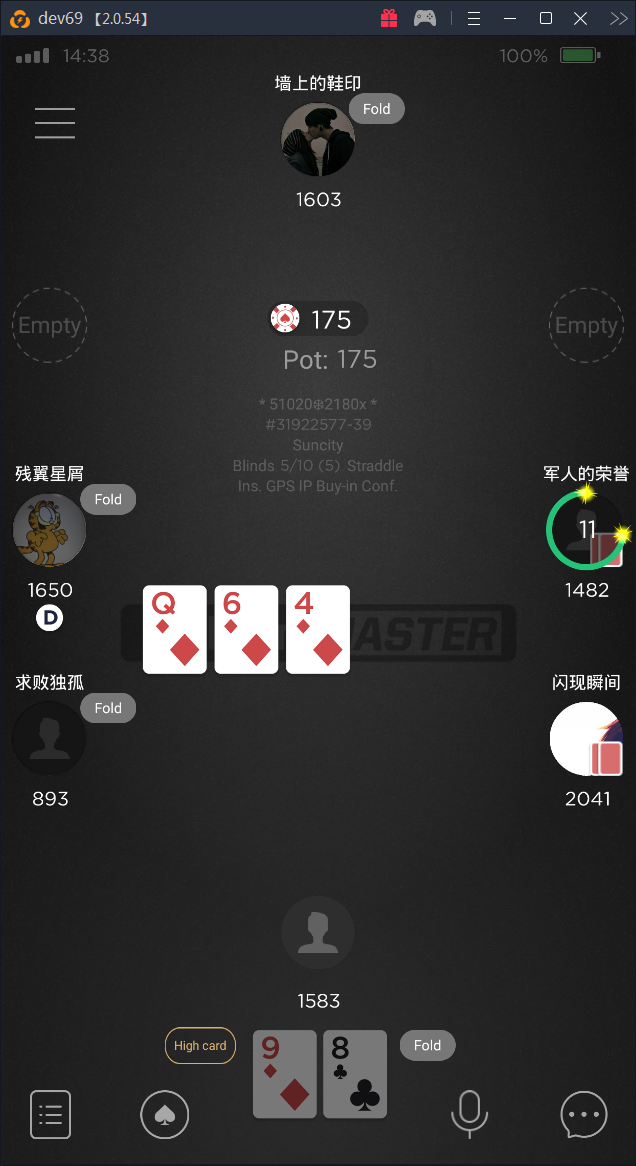 dev69 【2.0.54】
14:38
100%
墙上的鞋印
Fold
1603
Empty
Empty
175
Pot: 175
* 51020❄2180x *
#31922577-39
Suncity
Blinds 5/10 (5) Straddle
Ins. GPS IP Buy-in Conf.
残翼星屑
Fold
1650
D
军人的荣誉
11
1482
Q
6
4
MASTER
求败独孤
Fold
893
闪现瞬间
2041
1583
High card
9
8
Fold